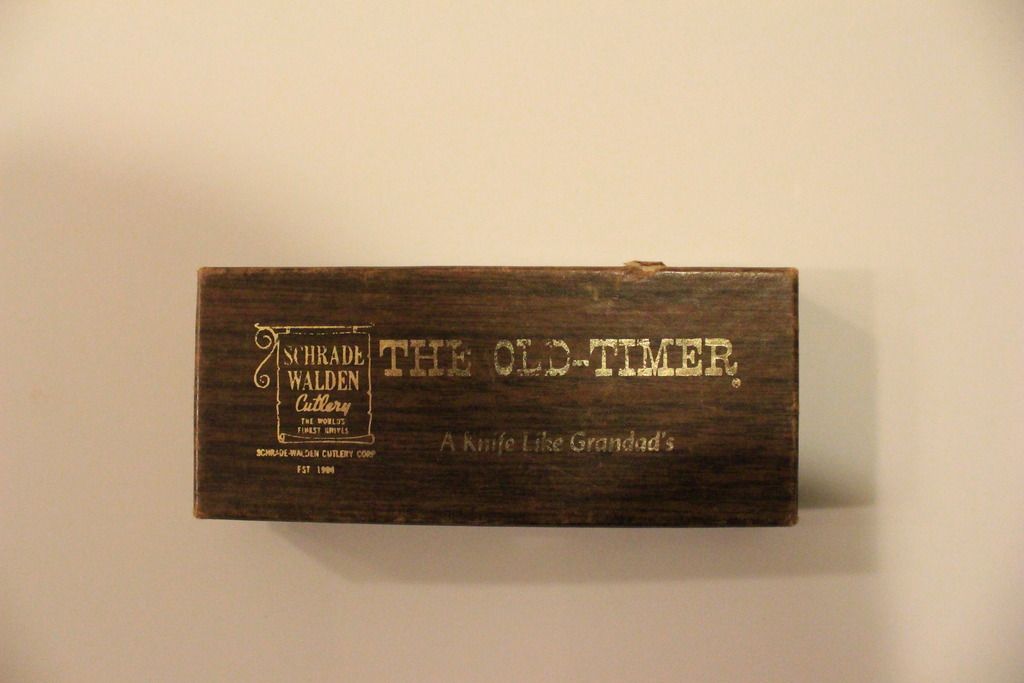 SCHRADE
WALDEN
Cutlery
THE WORLD'S
FINEST KNIVES
SCHRADE-WALDEN CUTLERY CORP
EST 1904
THE OLD-TIMER®
A Knife Like Grandad's